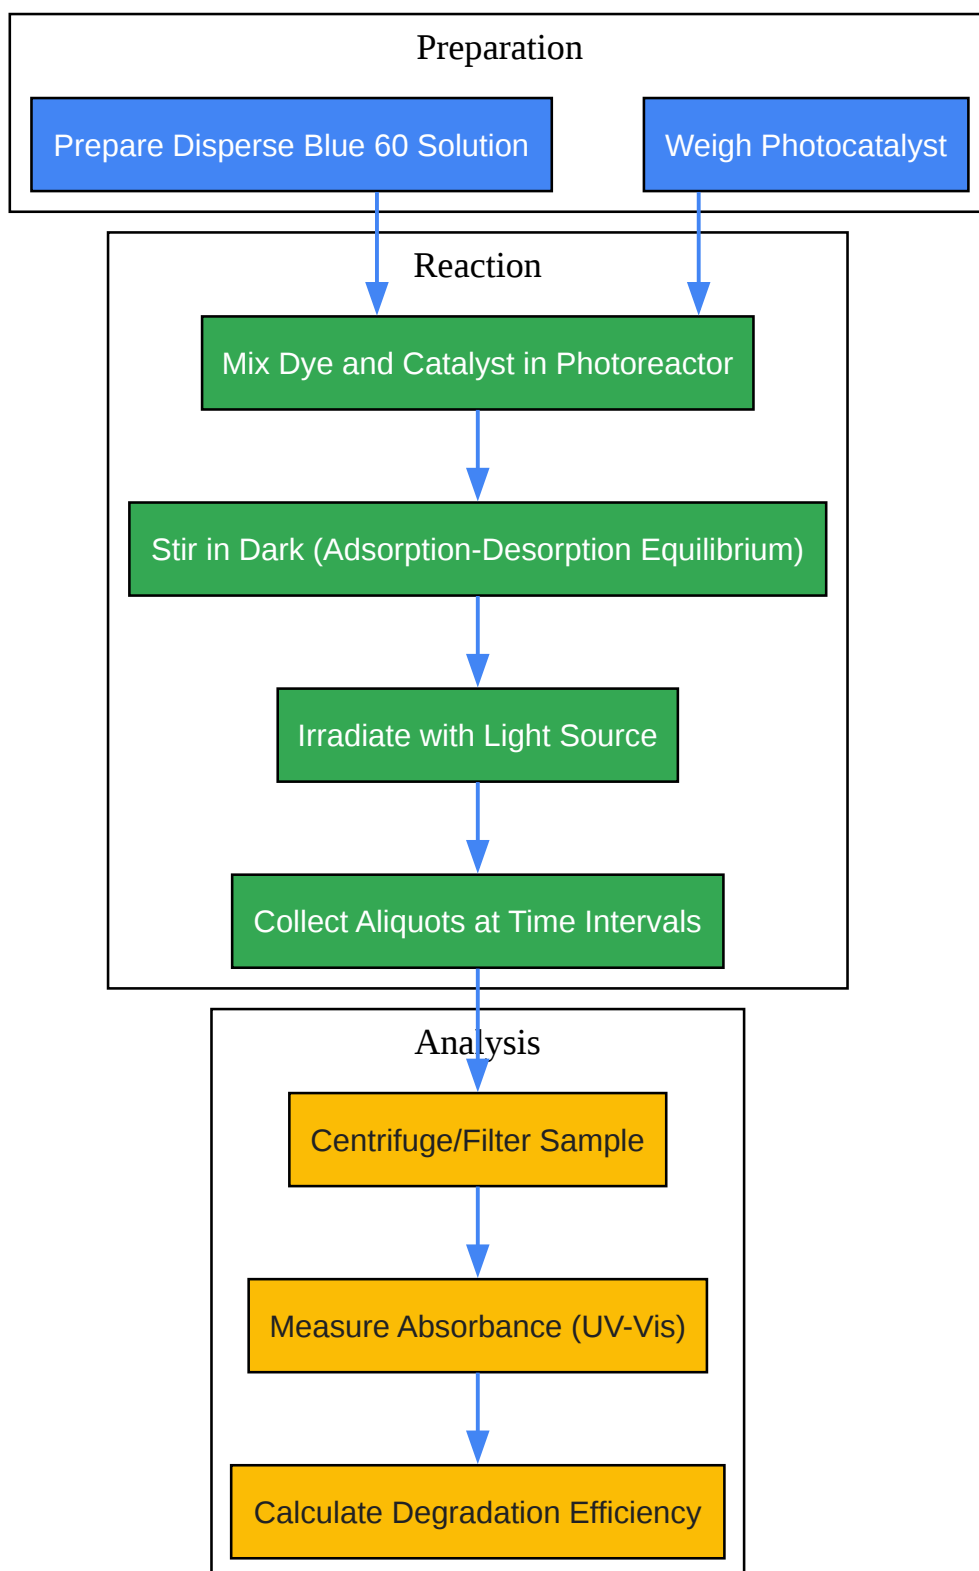 Preparation
Prepare Disperse Blue 60 Solution
Weigh Photocatalyst
Reaction
Mix Dye and Catalyst in Photoreactor
Stir in Dark (Adsorption-Desorption Equilibrium)
Irradiate with Light Source
Collect Aliquots at Time Intervals
Analysis
Centrifuge/Filter Sample
Measure Absorbance (UV-Vis)
Calculate Degradation Efficiency